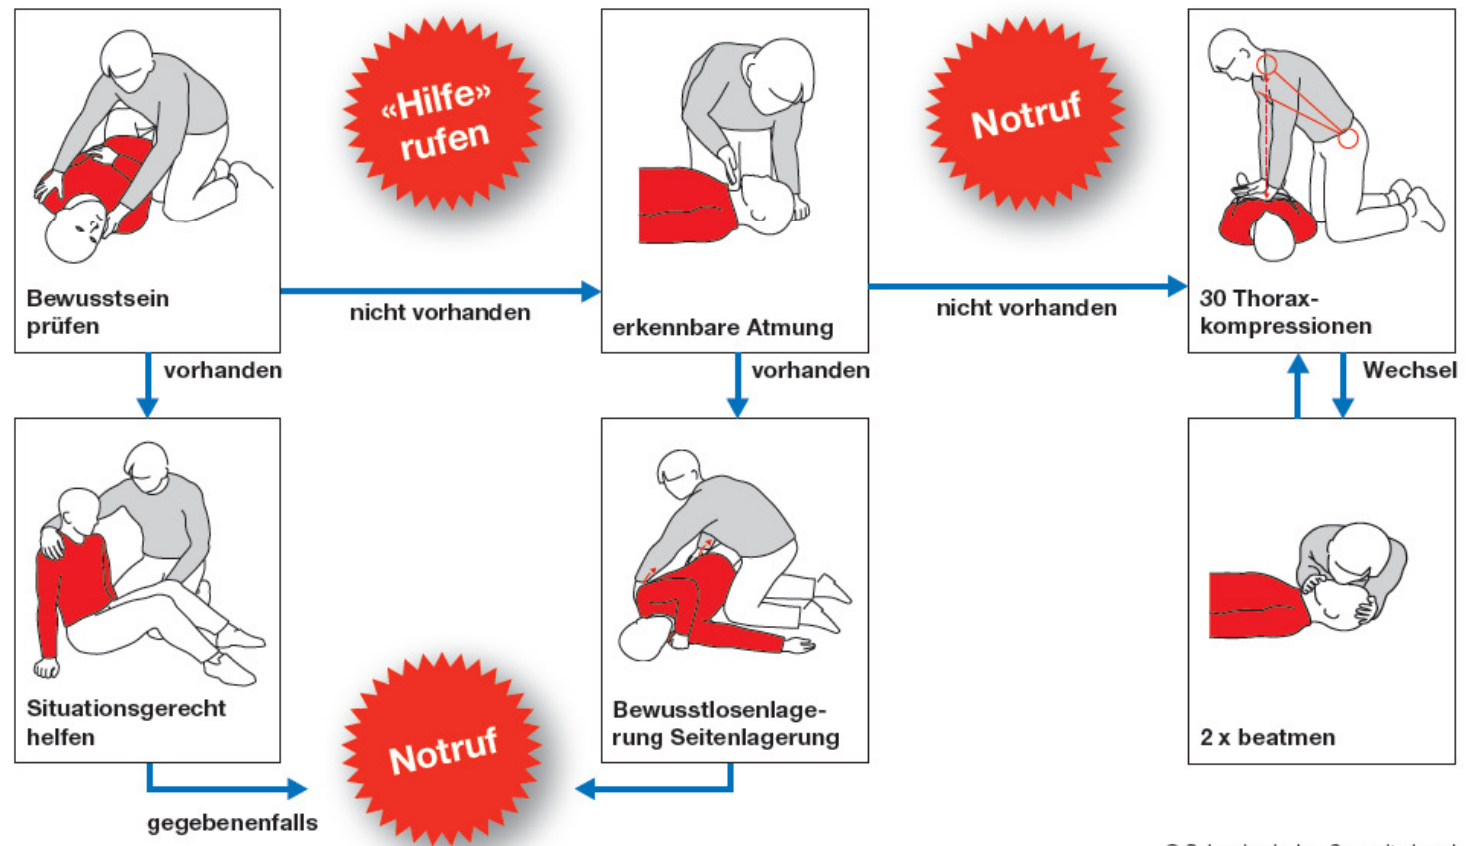 «Hilfe»
rufen
Notruf
Bewusstsein
prüfen
nicht vorhanden
erkennbare Atmung
nicht vorhanden
30 Thorax-
kompressionen
vorhanden
vorhanden
Wechsel
Situationsgerecht
helfen
Notruf
Bewusstlosenlage-
rung Seitenlagerung
2 x beatmen
gegebenenfalls